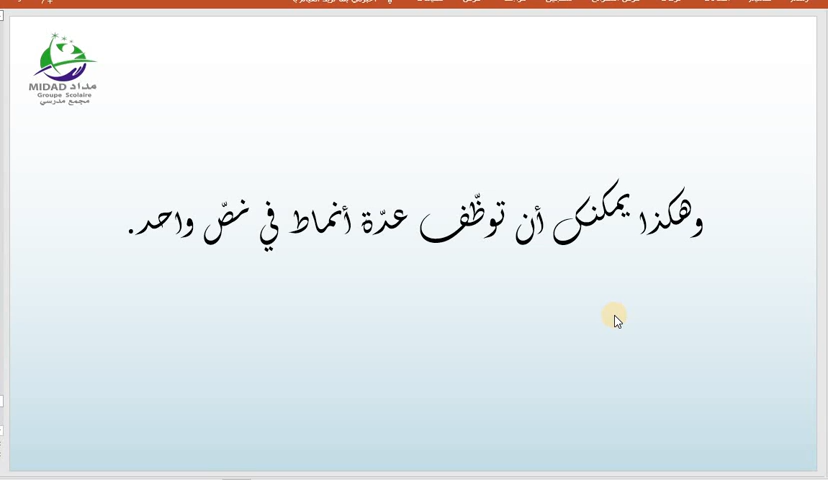 مداد MIDAD
Groupe Scolaire
مجمع مدرسي
وهكذا يمكنك أن توظّف عدّة أنماط في نصّ واحد.